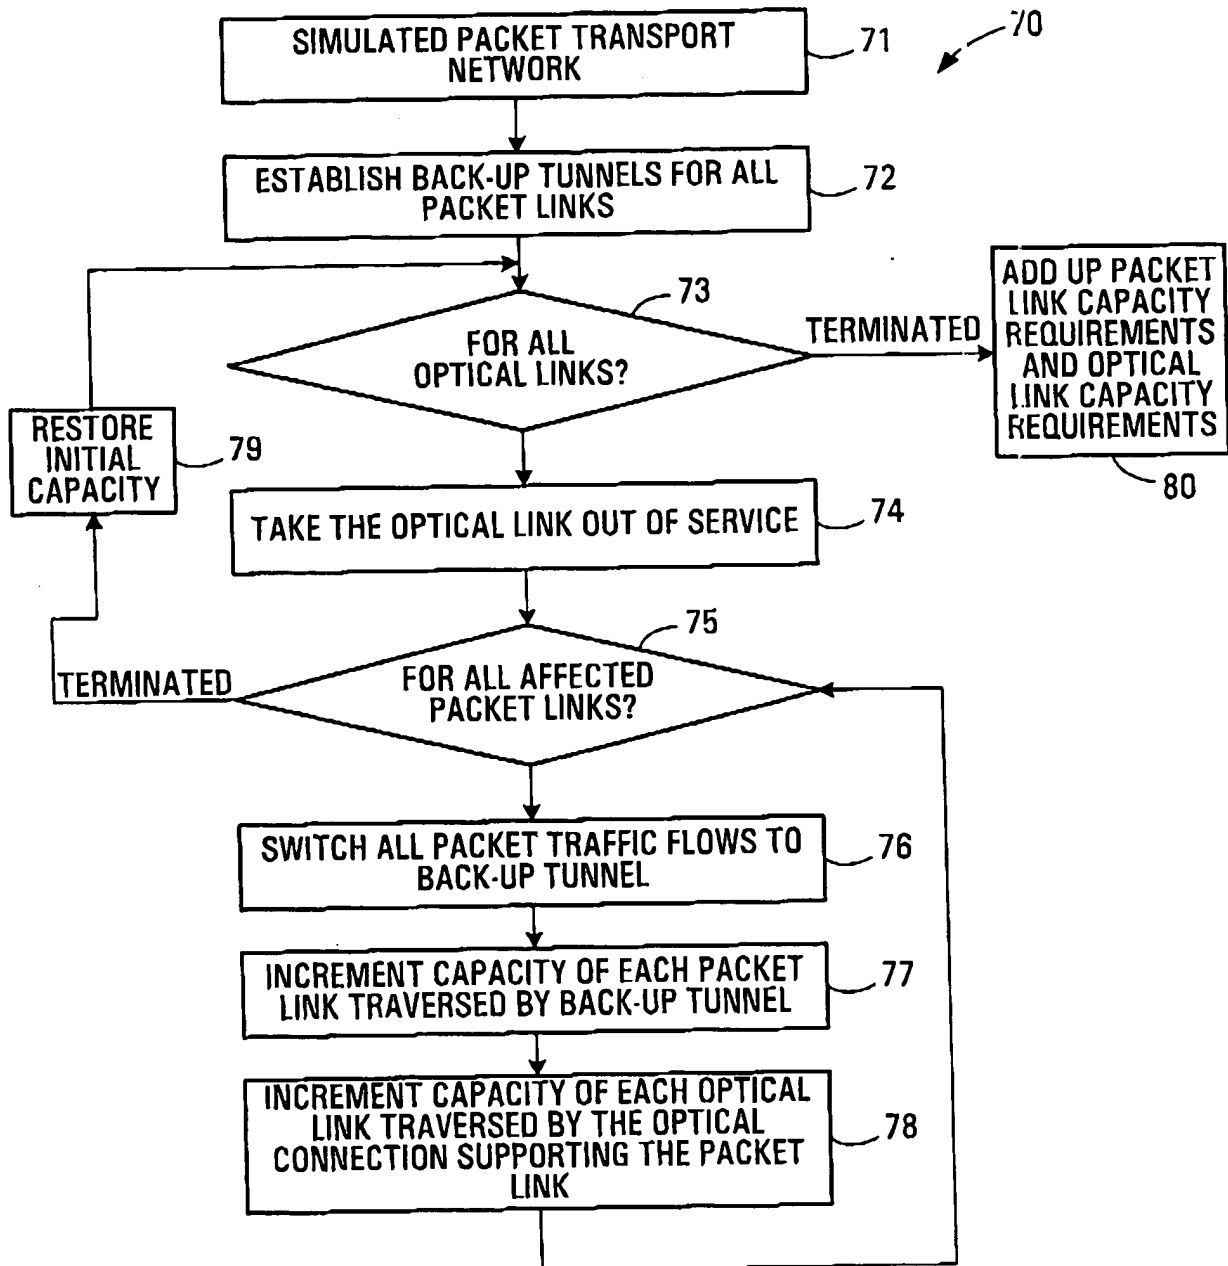 SIMULATED PACKET TRANSPORT
NETWORK
71
70
ESTABLISH BACK-UP TUNNELS FOR ALL
PACKET LINKS
72
73
FOR ALL
OPTICAL LINKS?
TERMINATED
ADD UP PACKET
LINK CAPACITY
REQUIREMENTS
AND OPTICAL
LINK CAPACITY
REQUIREMENTS
80
RESTORE
INITIAL
CAPACITY
79
TAKE THE OPTICAL LINK OUT OF SERVICE
74
75
FOR ALL AFFECTED
PACKET LINKS?
TERMINATED
SWITCH ALL PACKET TRAFFIC FLOWS TO
BACK-UP TUNNEL
76
INCREMENT CAPACITY OF EACH PACKET
LINK TRAVERSED BY BACK-UP TUNNEL
77
INCREMENT CAPACITY OF EACH OPTICAL
LINK TRAVERSED BY THE OPTICAL
CONNECTION SUPPORTING THE PACKET
LINK
78